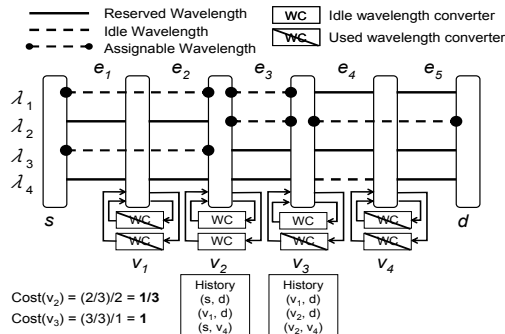 Reserved Wavelength
Idle Wavelength
Assignable Wavelength
WC Idle wavelength converter
WC Used wavelength converter
e1 e2 e3 e4 e5
λ1
λ2
λ3
λ4
WC WC WC WC
WC WC WC WC
s d
v1 v2 v3 v4
Cost(v2) = (2/3)/2 = 1/3
Cost(v3) = (3/3)/1 = 1
History
(s, d)
(v1, d)
(s, v4)
History
(v1, d)
(v2, d)
(v2, v4)